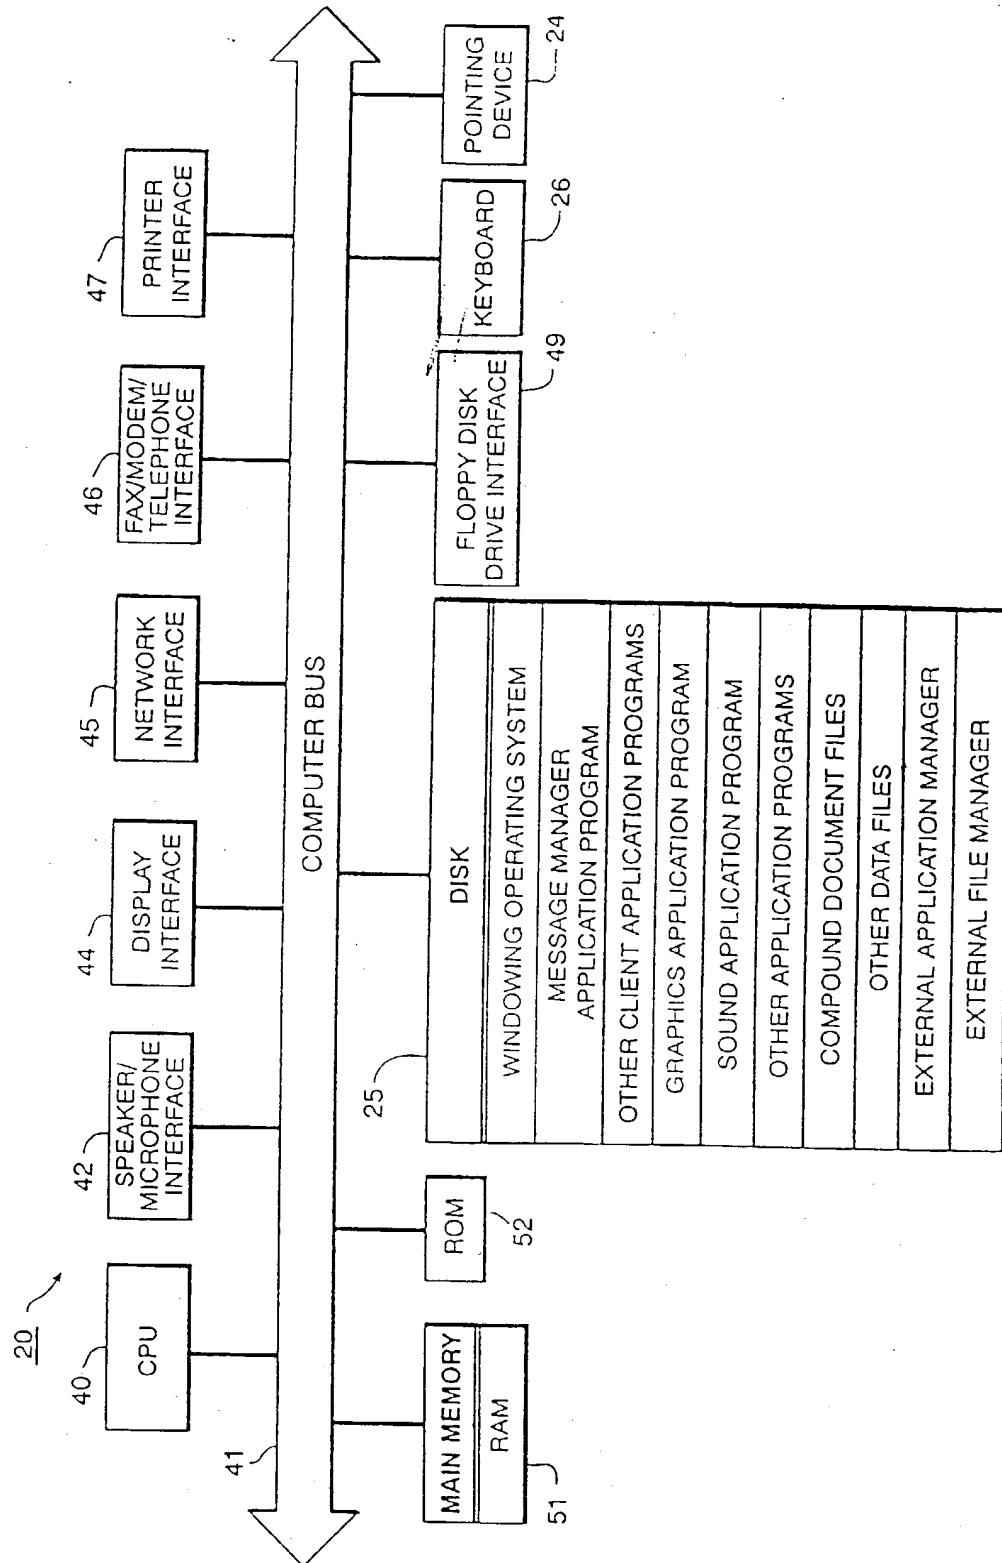 20
40
CPU
42
SPEAKER/
MICROPHONE
INTERFACE
44
DISPLAY
INTERFACE
45
NETWORK
INTERFACE
46
FAX/MODEM/
TELEPHONE
INTERFACE
47
PRINTER
INTERFACE
41
COMPUTER BUS
MAIN MEMORY
RAM
51
ROM
52
25
DISK
WINDOWING OPERATING SYSTEM
MESSAGE MANAGER
APPLICATION PROGRAM
OTHER CLIENT APPLICATION PROGRAMS
GRAPHICS APPLICATION PROGRAM
SOUND APPLICATION PROGRAM
OTHER APPLICATION PROGRAMS
COMPOUND DOCUMENT FILES
OTHER DATA FILES
EXTERNAL APPLICATION MANAGER
EXTERNAL FILE MANAGER
FLOPPY DISK
DRIVE INTERFACE
49
KEYBOARD
26
POINTING
DEVICE
24